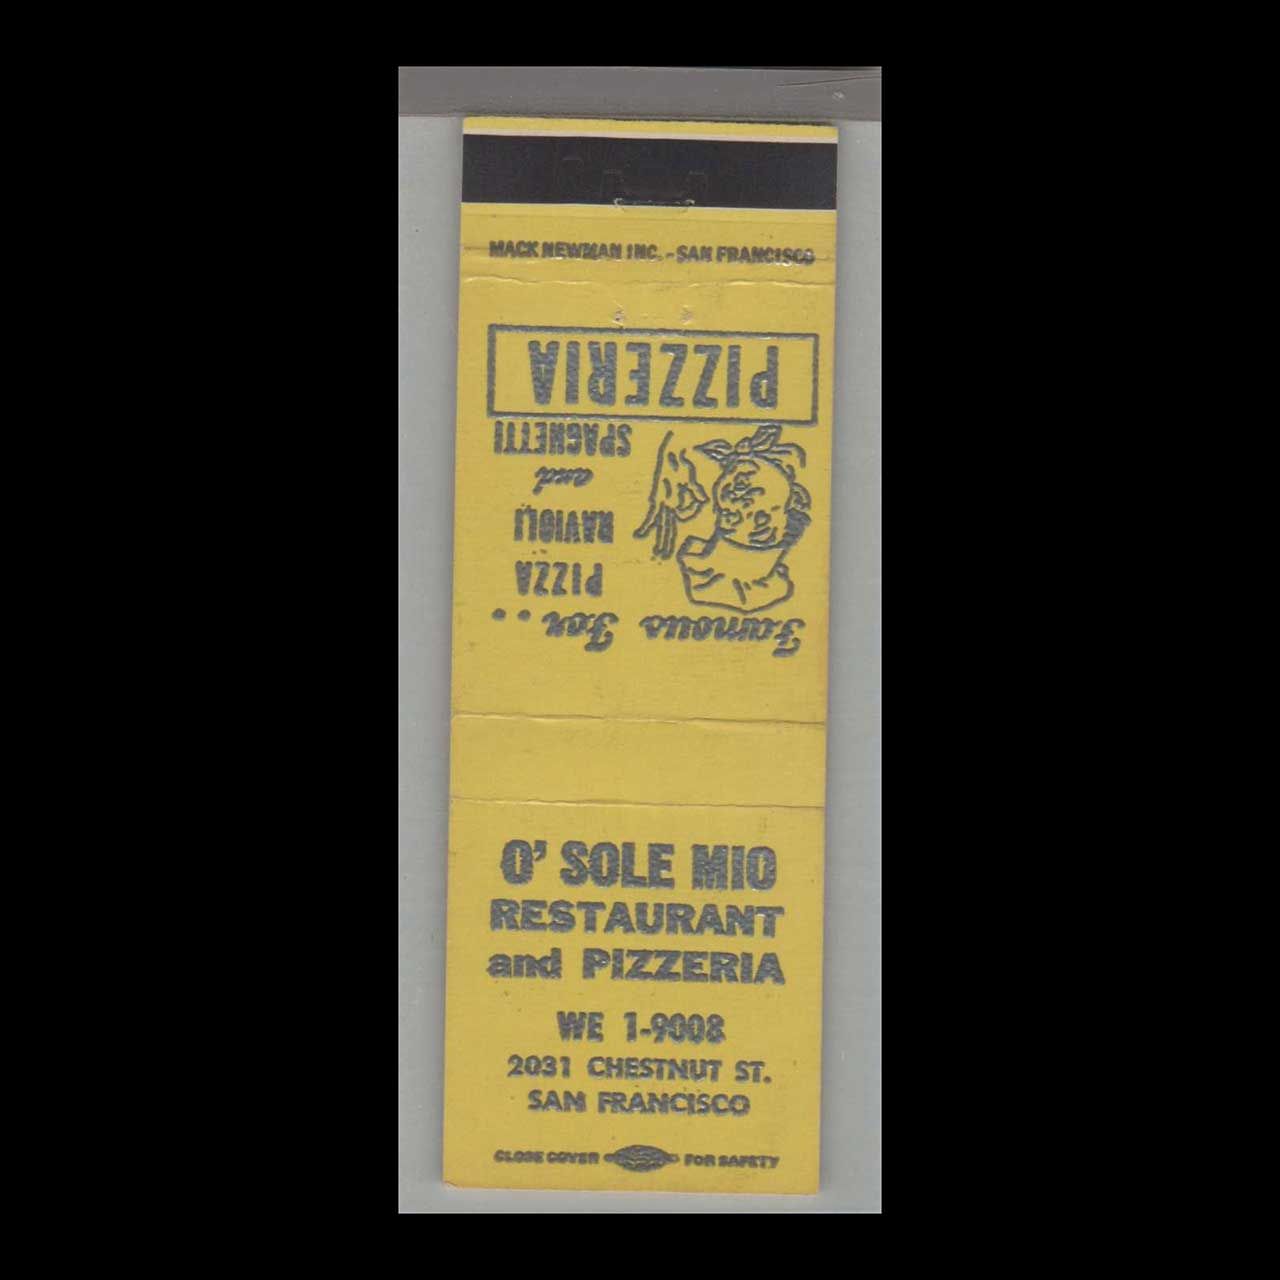 MACK NEWMAN INC. - SAN FRANCISCO
PIZZERIA
Famous For . . .
PIZZA
RAVIOLI
and
SPAGHETTI
O' SOLE MIO
RESTAURANT
and PIZZERIA
WE 1-9008
2031 CHESTNUT ST.
SAN FRANCISCO
CLOSE COVER FOR SAFETY